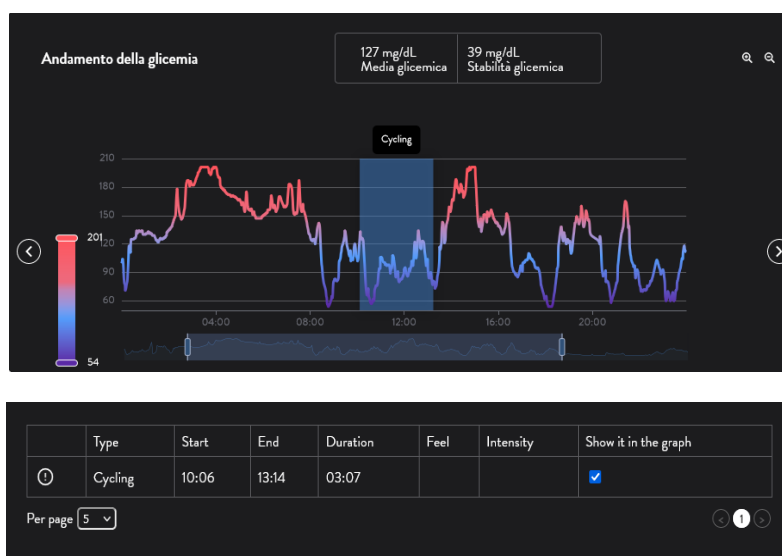 Andamento della glicemia
127 mg/dL
Media glicemica
39 mg/dL
Stabilità glicemica
Cycling
210
180
150
120
90
60
201
54
04:00 08:00 12:00 16:00 20:00
Type Start End Duration Feel Intensity Show it in the graph
Cycling 10:06 13:14 03:07
Per page 5
1